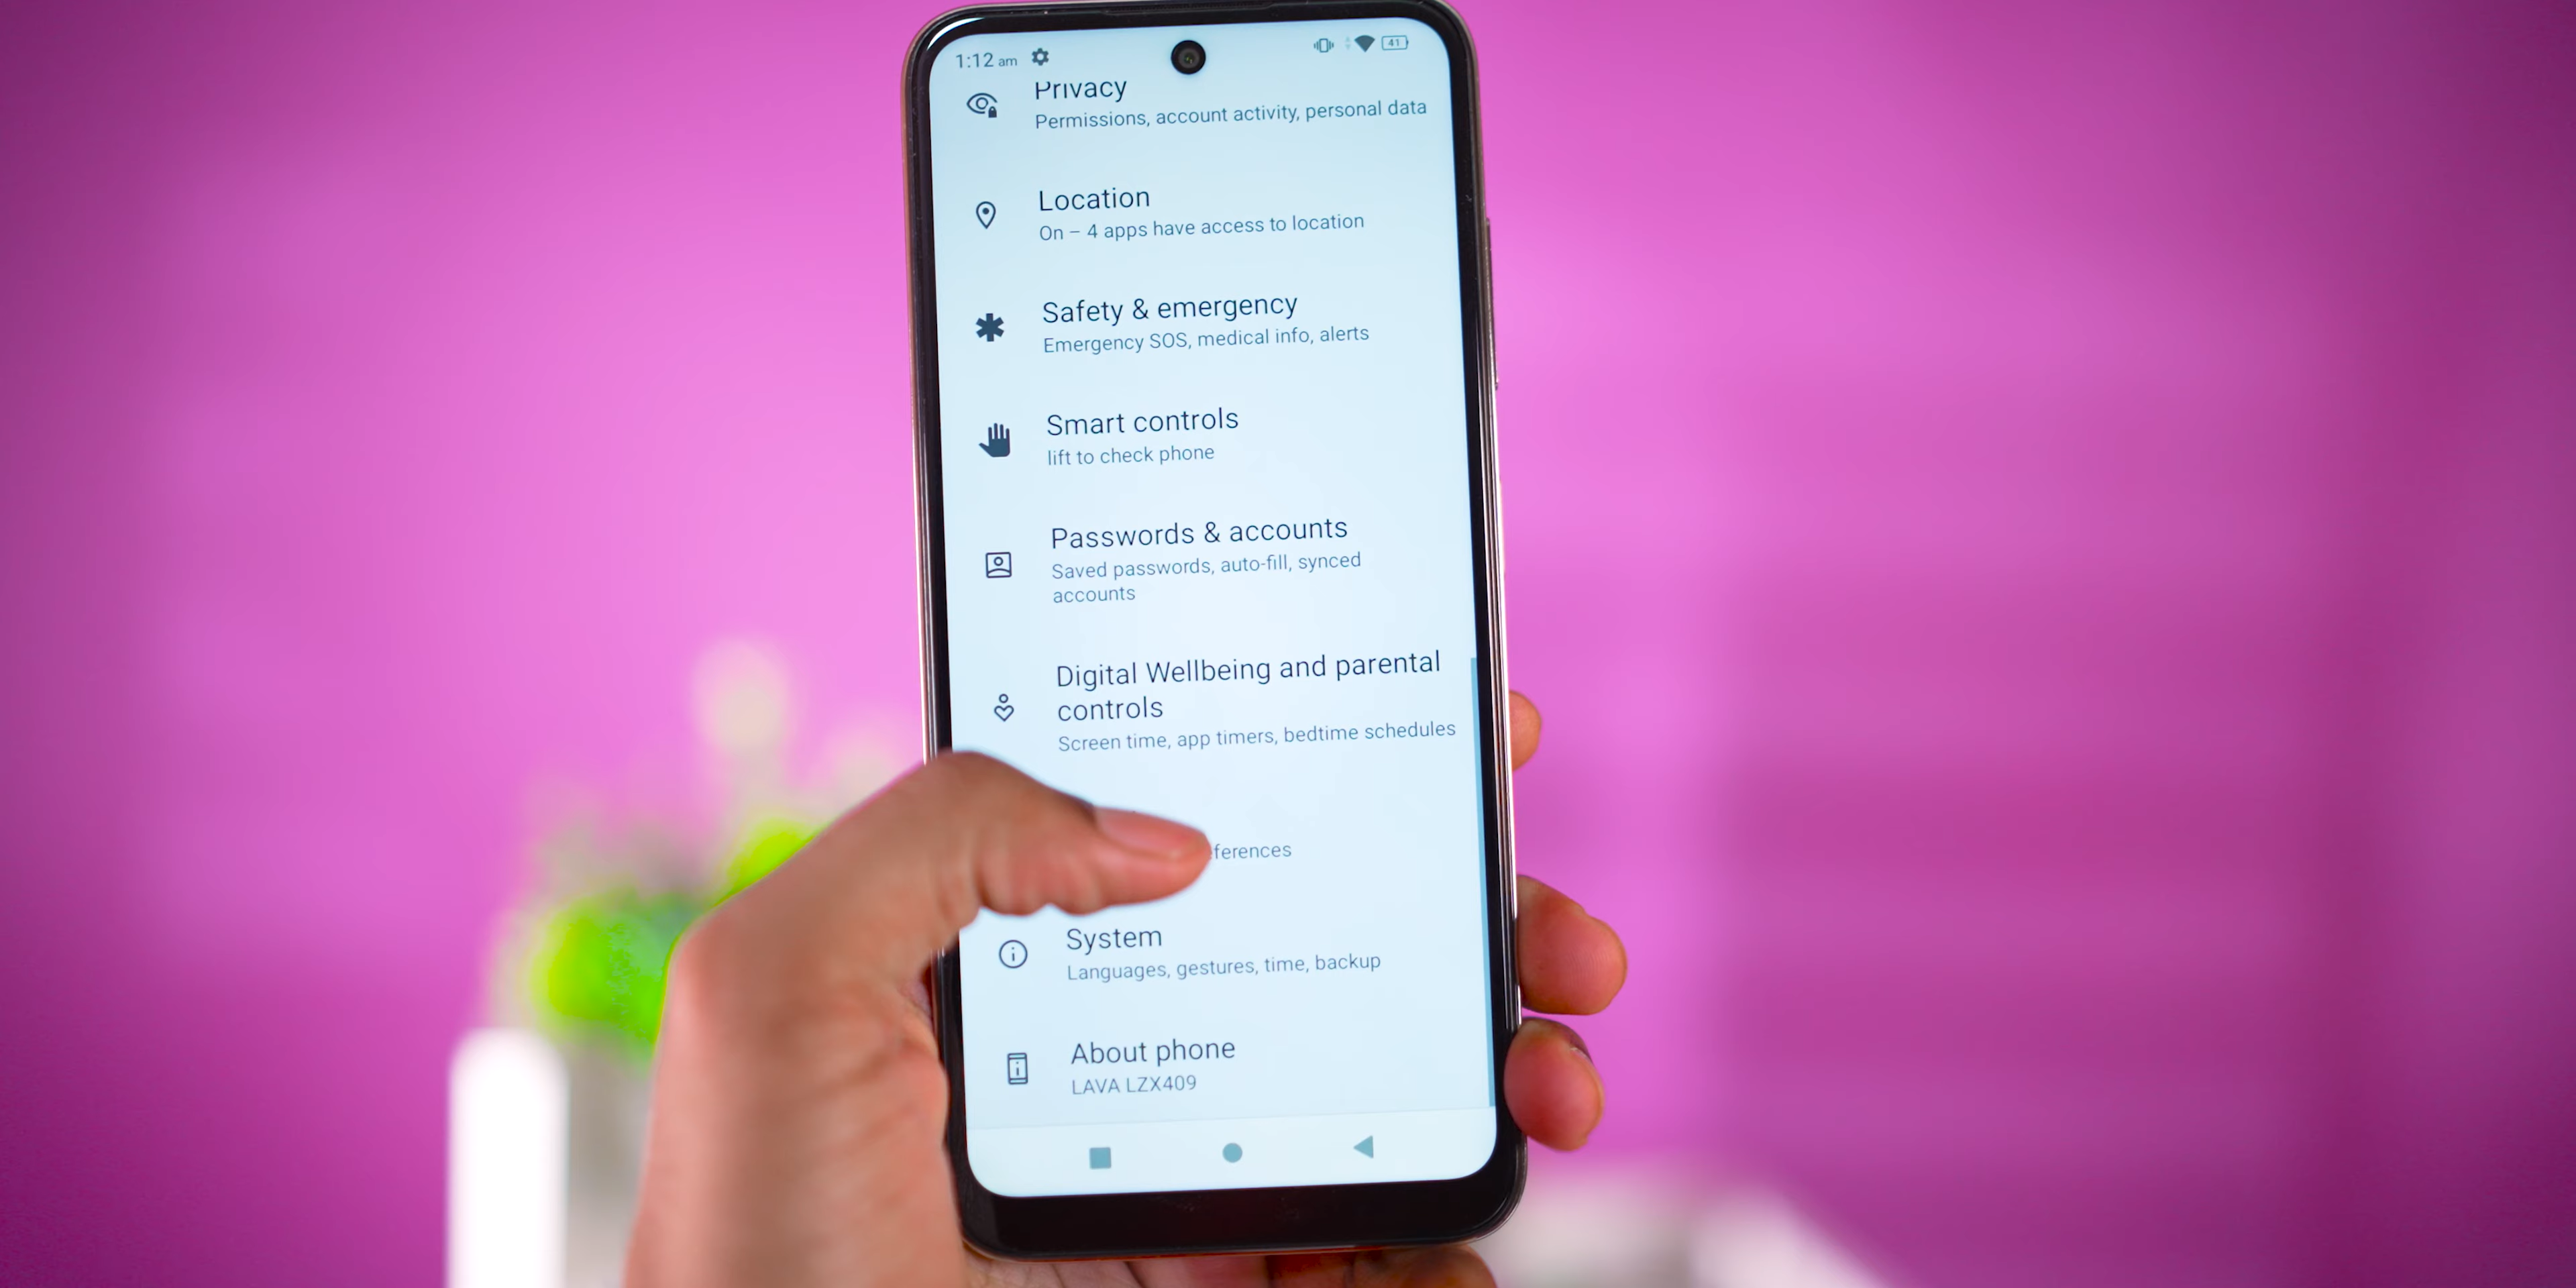 1:12 am
41
Privacy
Permissions, account activity, personal data
Location
On – 4 apps have access to location
Safety & emergency
Emergency SOS, medical info, alerts
Smart controls
lift to check phone
Passwords & accounts
Saved passwords, auto-fill, synced
accounts
Digital Wellbeing and parental
controls
Screen time, app timers, bedtime schedules
System
Languages, gestures, time, backup
About phone
LAVA LZX409